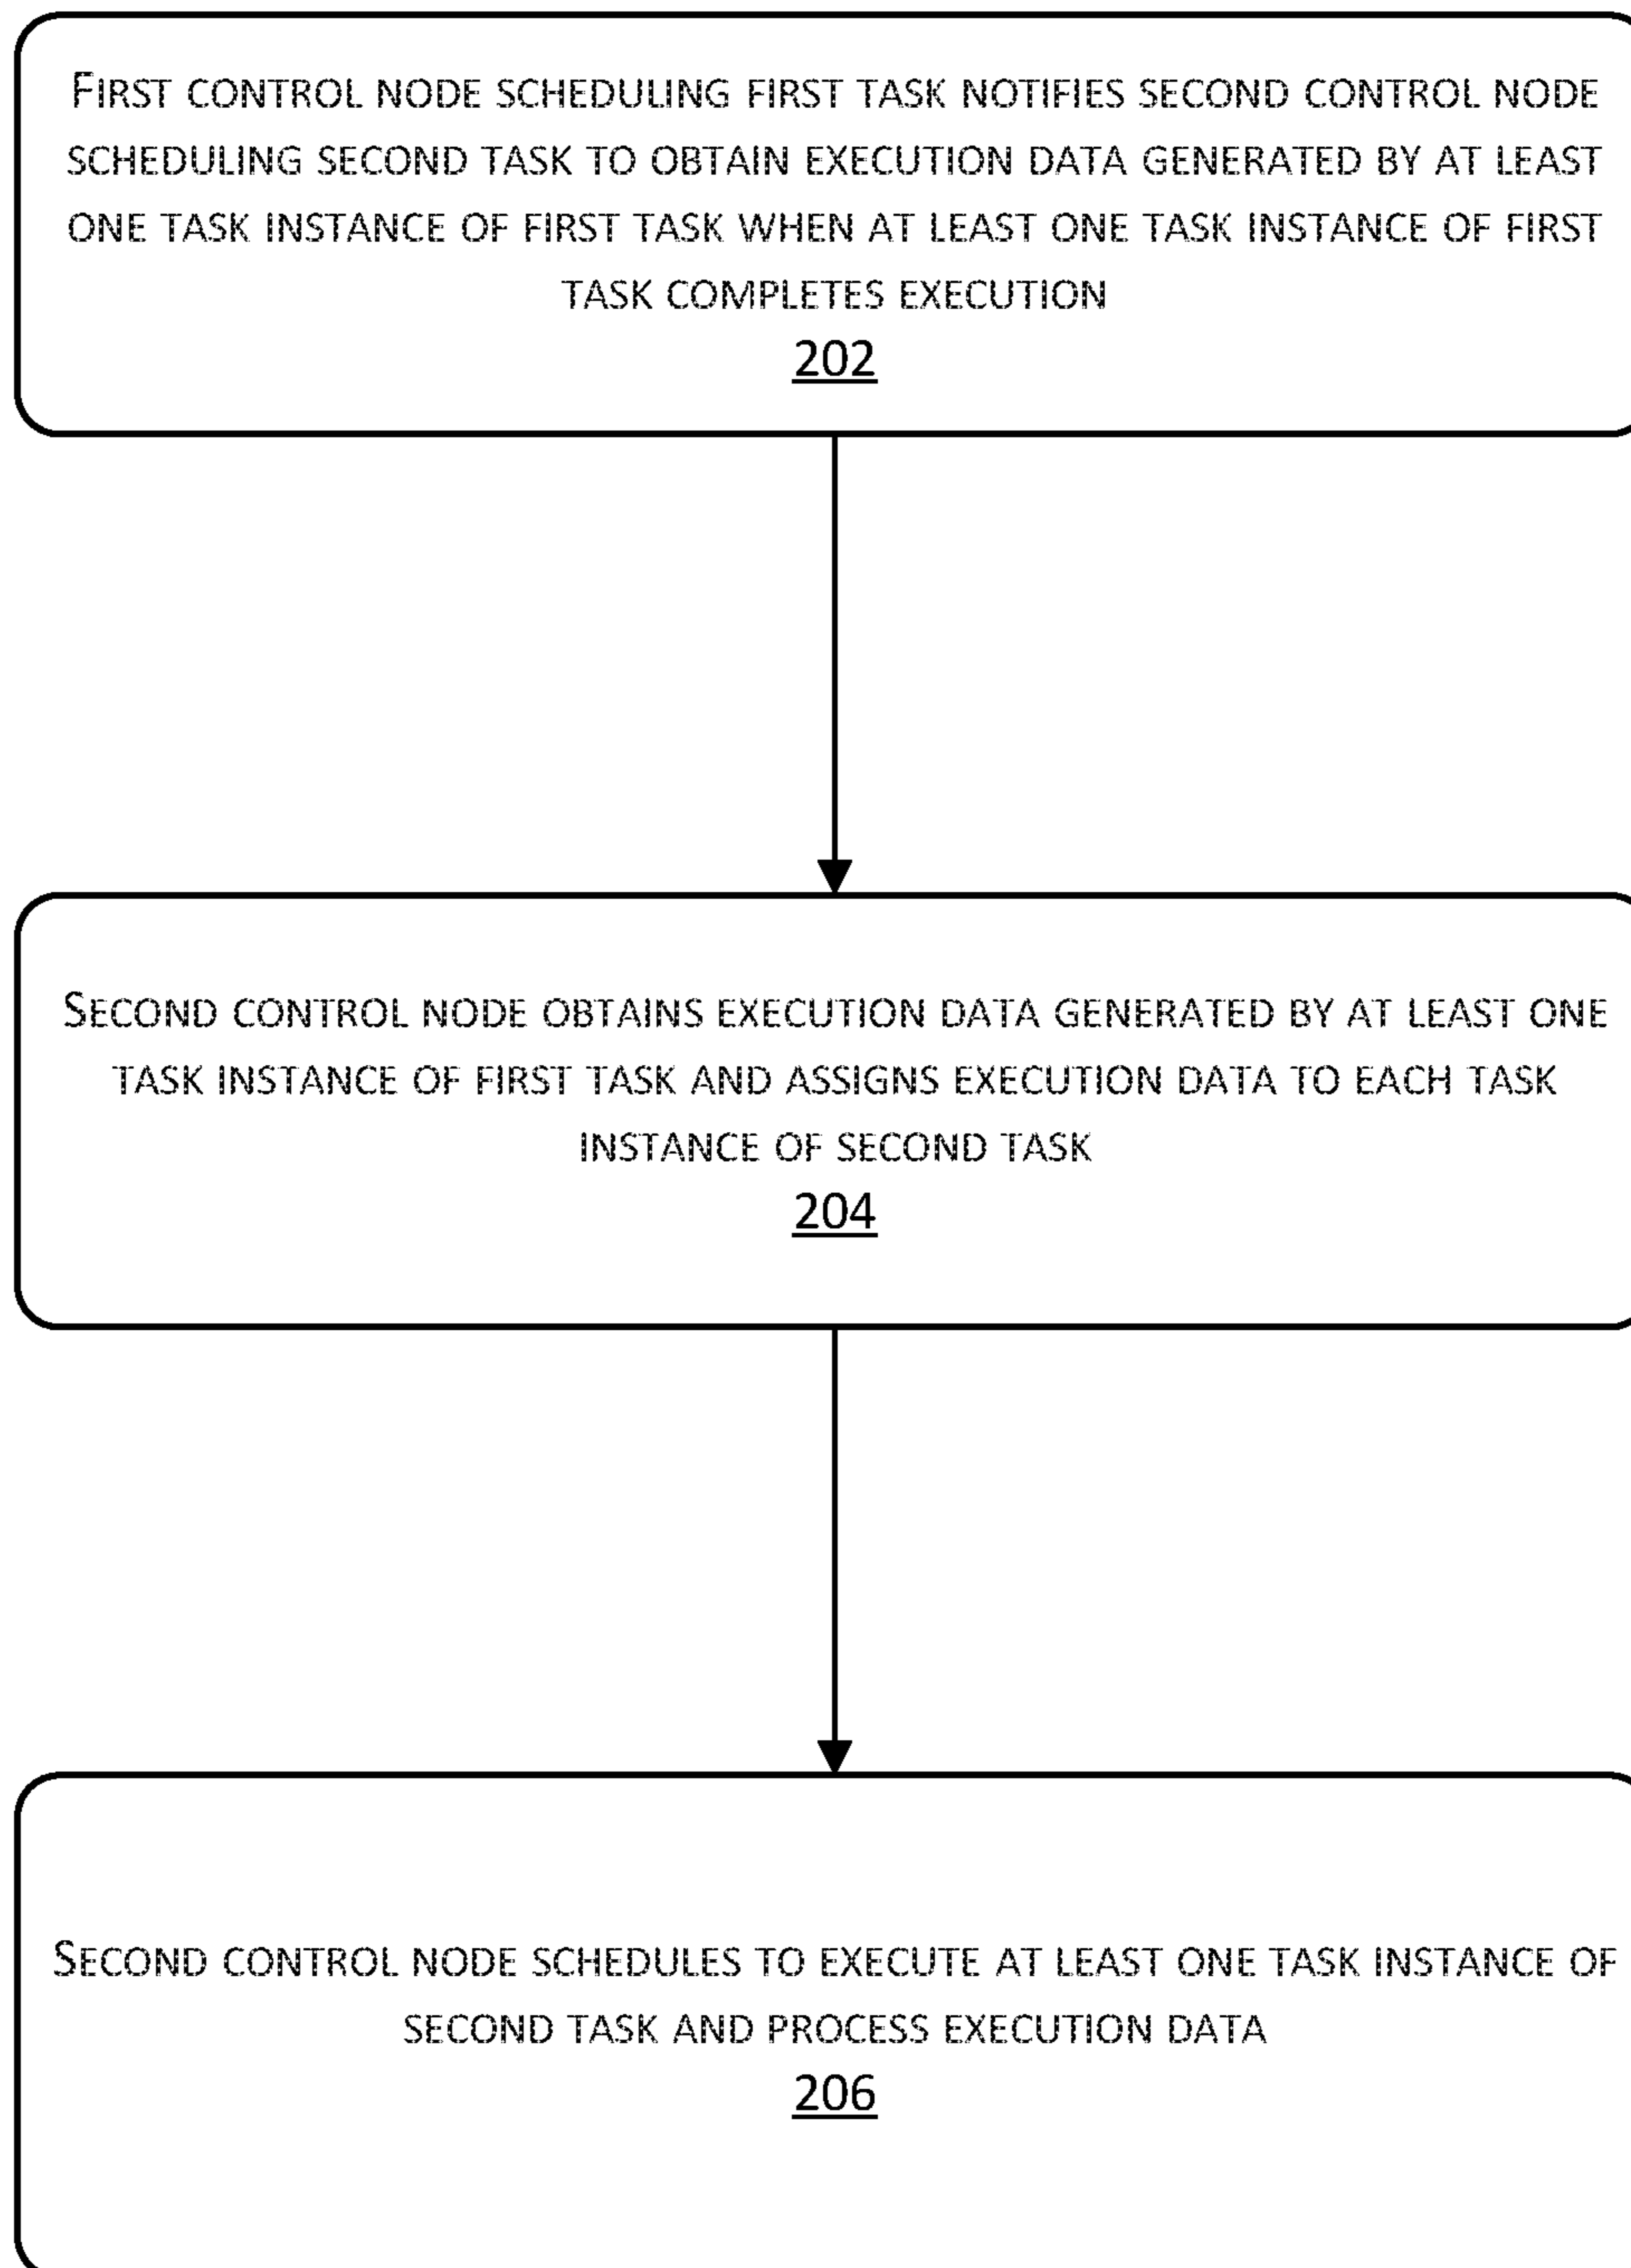 FIRST CONTROL NODE SCHEDULING FIRST TASK NOTIFIES SECOND CONTROL NODE
SCHEDULING SECOND TASK TO OBTAIN EXECUTION DATA GENERATED BY AT LEAST
ONE TASK INSTANCE OF FIRST TASK WHEN AT LEAST ONE TASK INSTANCE OF FIRST
TASK COMPLETES EXECUTION
202
SECOND CONTROL NODE OBTAINS EXECUTION DATA GENERATED BY AT LEAST ONE
TASK INSTANCE OF FIRST TASK AND ASSIGNS EXECUTION DATA TO EACH TASK
INSTANCE OF SECOND TASK
204
SECOND CONTROL NODE SCHEDULES TO EXECUTE AT LEAST ONE TASK INSTANCE OF
SECOND TASK AND PROCESS EXECUTION DATA
206